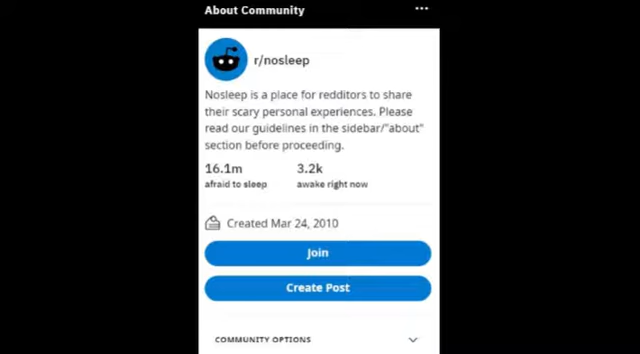 About Community
r/nosleep
Nosleep is a place for redditors to share
their scary personal experiences. Please
read our guidelines in the sidebar/"about"
section before proceeding.
16.1m 3.2k
afraid to sleep awake right now
Created Mar 24, 2010
Join
Create Post
COMMUNITY OPTIONS